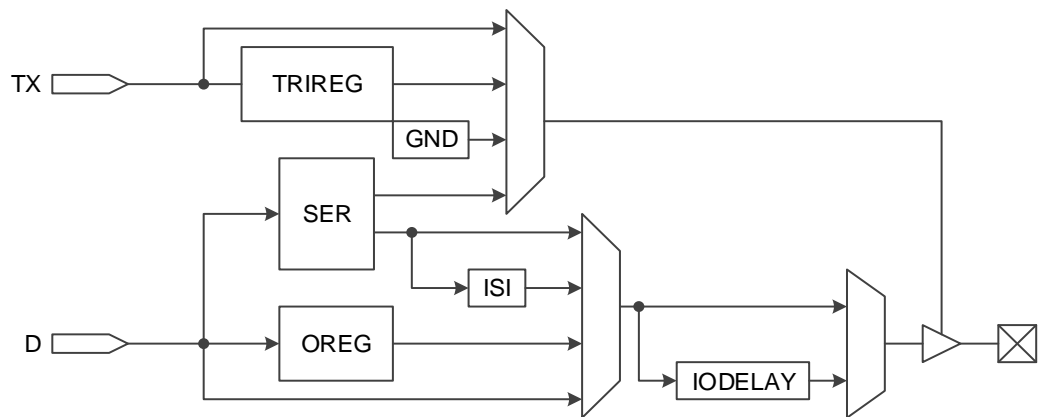 TX
TRIREG
GND
SER
ISI
D
OREG
IODELAY